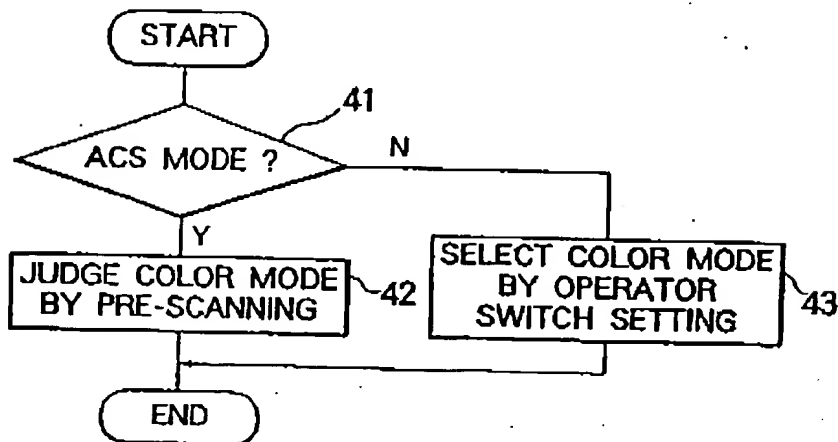 START
41
ACS MODE ?
N
Y
JUDGE COLOR MODE
BY PRE-SCANNING
42
SELECT COLOR MODE
BY OPERATOR
SWITCH SETTING
43
END